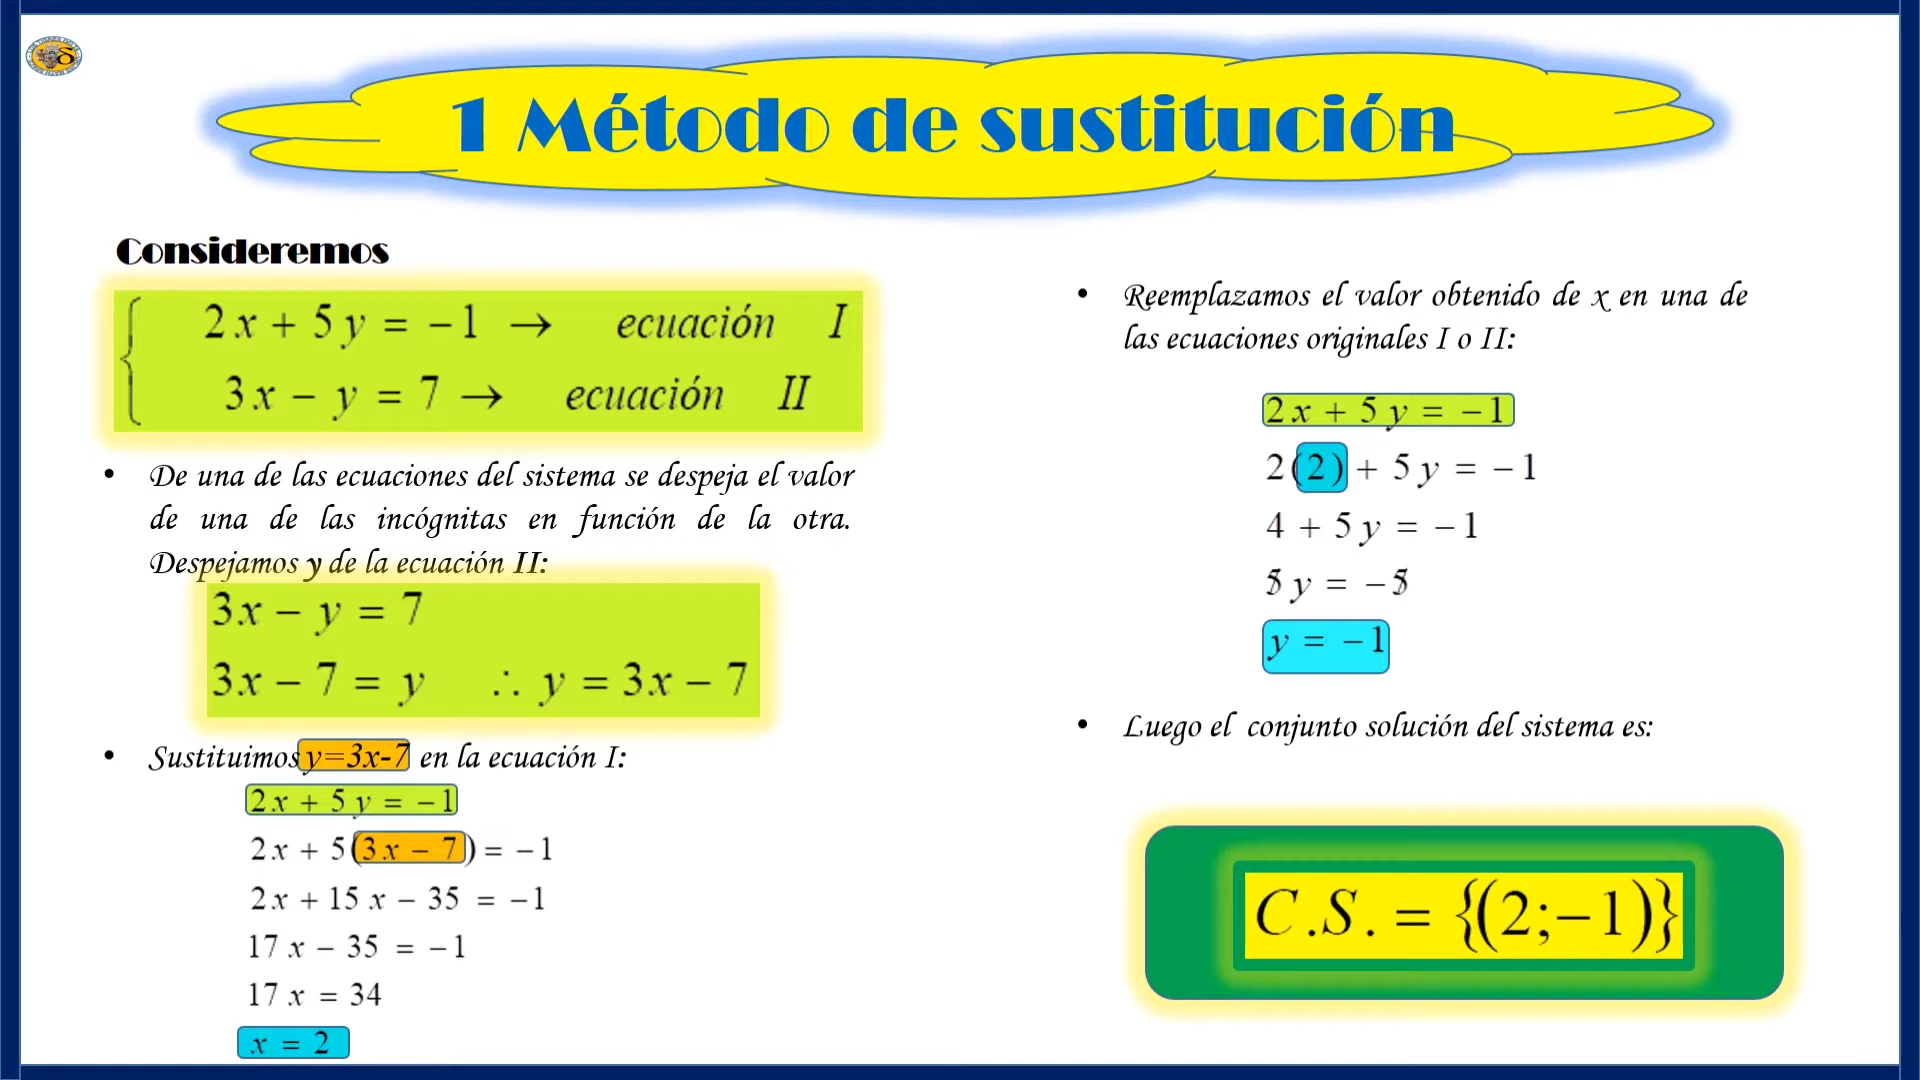 1 Método de sustitución
Consideremos
2x + 5y = −1 → ecuación I
3x − y = 7 → ecuación II
• De una de las ecuaciones del sistema se despeja el valor
de una de las incógnitas en función de la otra.
Despejamos y de la ecuación II:
3x − y = 7
3x − 7 = y ∴ y = 3x − 7
• Sustituimos y=3x-7 en la ecuación I:
2x + 5y = −1
2x + 5(3x − 7) = −1
2x + 15x − 35 = −1
17x − 35 = −1
17x = 34
x = 2
• Reemplazamos el valor obtenido de x en una de
las ecuaciones originales I o II:
2x + 5y = −1
2(2) + 5y = −1
4 + 5y = −1
5y = −5
y = −1
• Luego el conjunto solución del sistema es:
C.S. = {(2;−1)}